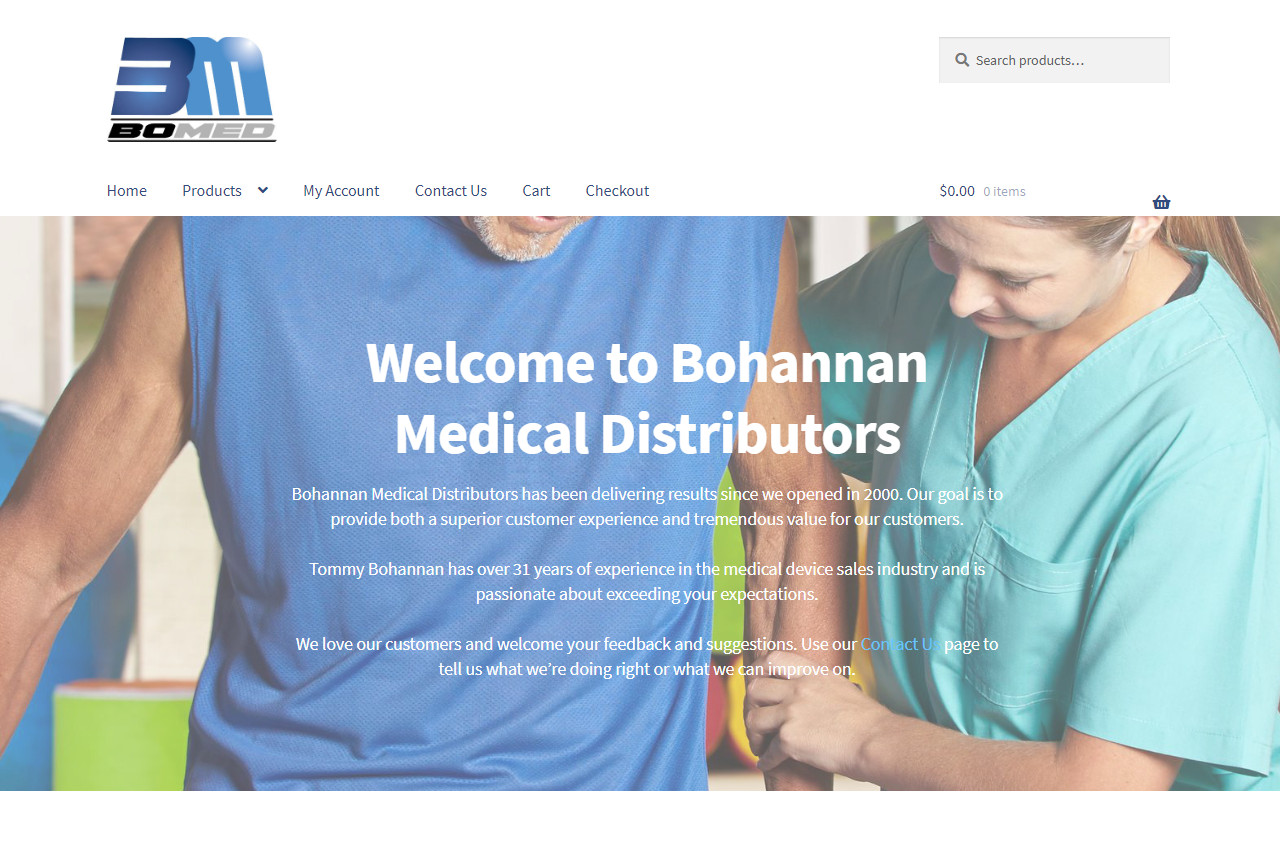 BM
BOMED
Search products…
Home Products My Account Contact Us Cart Checkout
$0.00 0 items
Welcome to Bohannan
Medical Distributors
Bohannan Medical Distributors has been delivering results since we opened in 2000. Our goal is to
provide both a superior customer experience and tremendous value for our customers.
Tommy Bohannan has over 31 years of experience in the medical device sales industry and is
passionate about exceeding your expectations.
We love our customers and welcome your feedback and suggestions. Use our Contact Us page to
tell us what we’re doing right or what we can improve on.